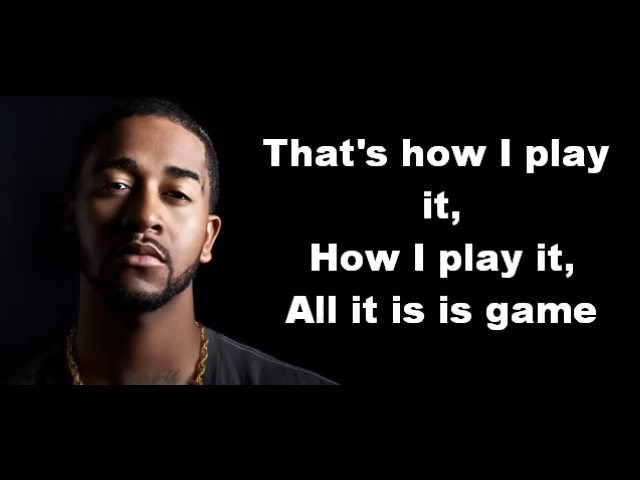 That's how I play
it,
How I play it,
All it is is game